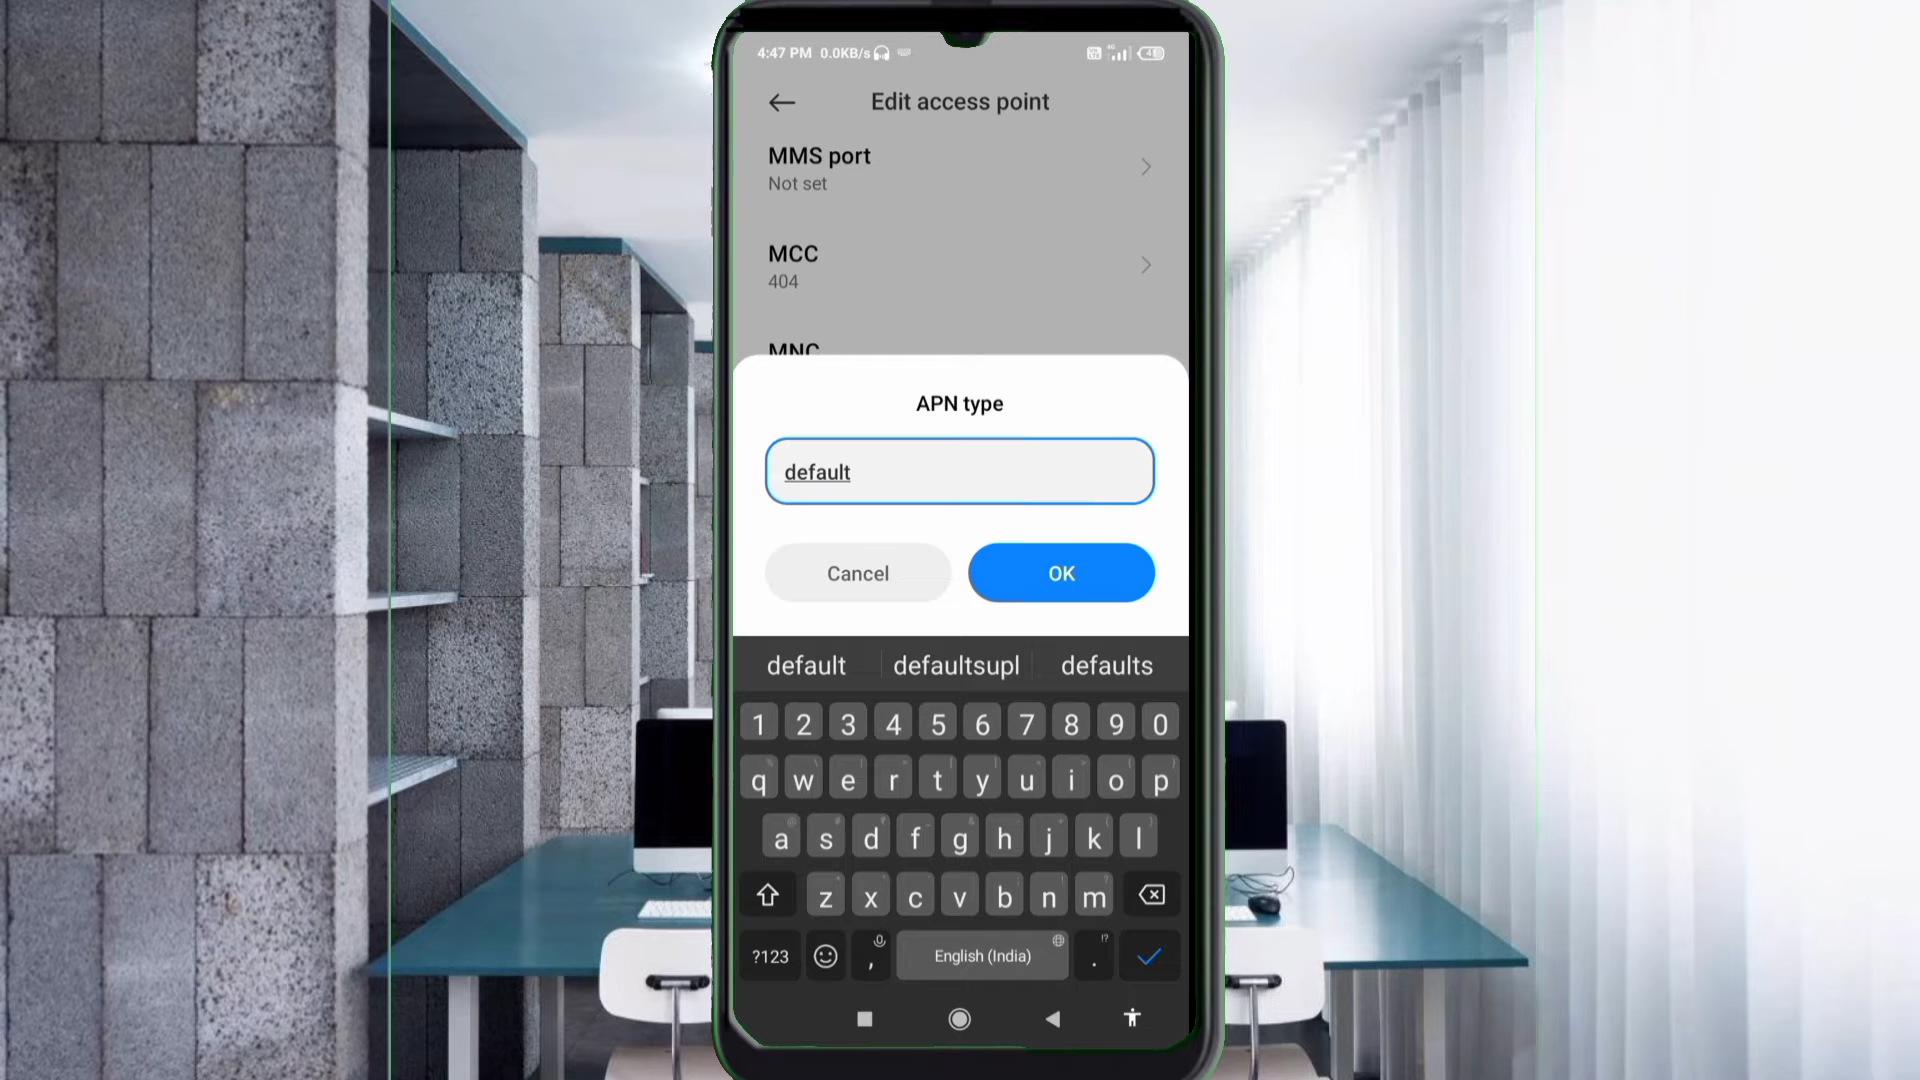 4:47 PM 0.0KB/s
Edit access point
MMS port
Not set
MCC
404
MNC
APN type
default
Cancel OK
default defaultsupl defaults
1 2 3 4 5 6 7 8 9 0
q w e r t y u i o p
a s d f g h j k l
z x c v b n m
?123 , English (India) .